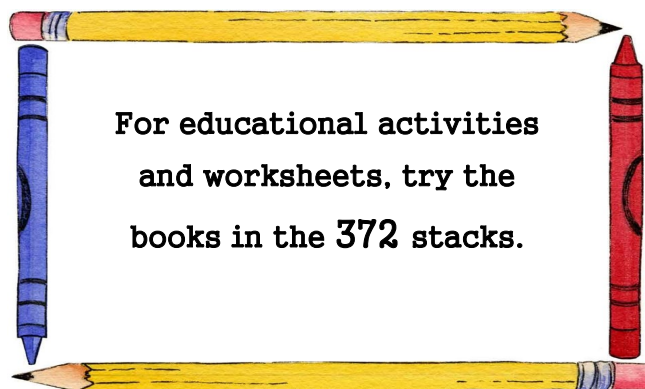 For educational activities
and worksheets, try the
books in the 372 stacks.